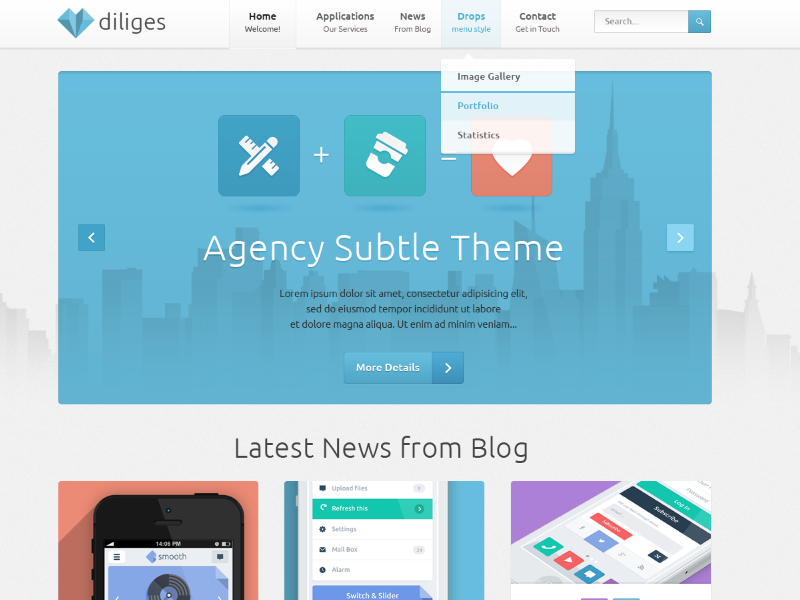 diliges
Home
Welcome!
Applications
Our Services
News
From Blog
Drops
menu style
Contact
Get in Touch
Search...
Image Gallery
Portfolio
Statistics
+
=
Agency Subtle Theme
Lorem ipsum dolor sit amet, consectetur adipisicing elit,
sed do eiusmod tempor incididunt ut labore
et dolore magna aliqua. Ut enim ad minim veniam...
More Details
Latest News from Blog
14:06 PM
smooth
Upload files
Refresh this
Settings
Mail Box
Alarm
Switch & Slider
Log in
Subscribe
Subscribe